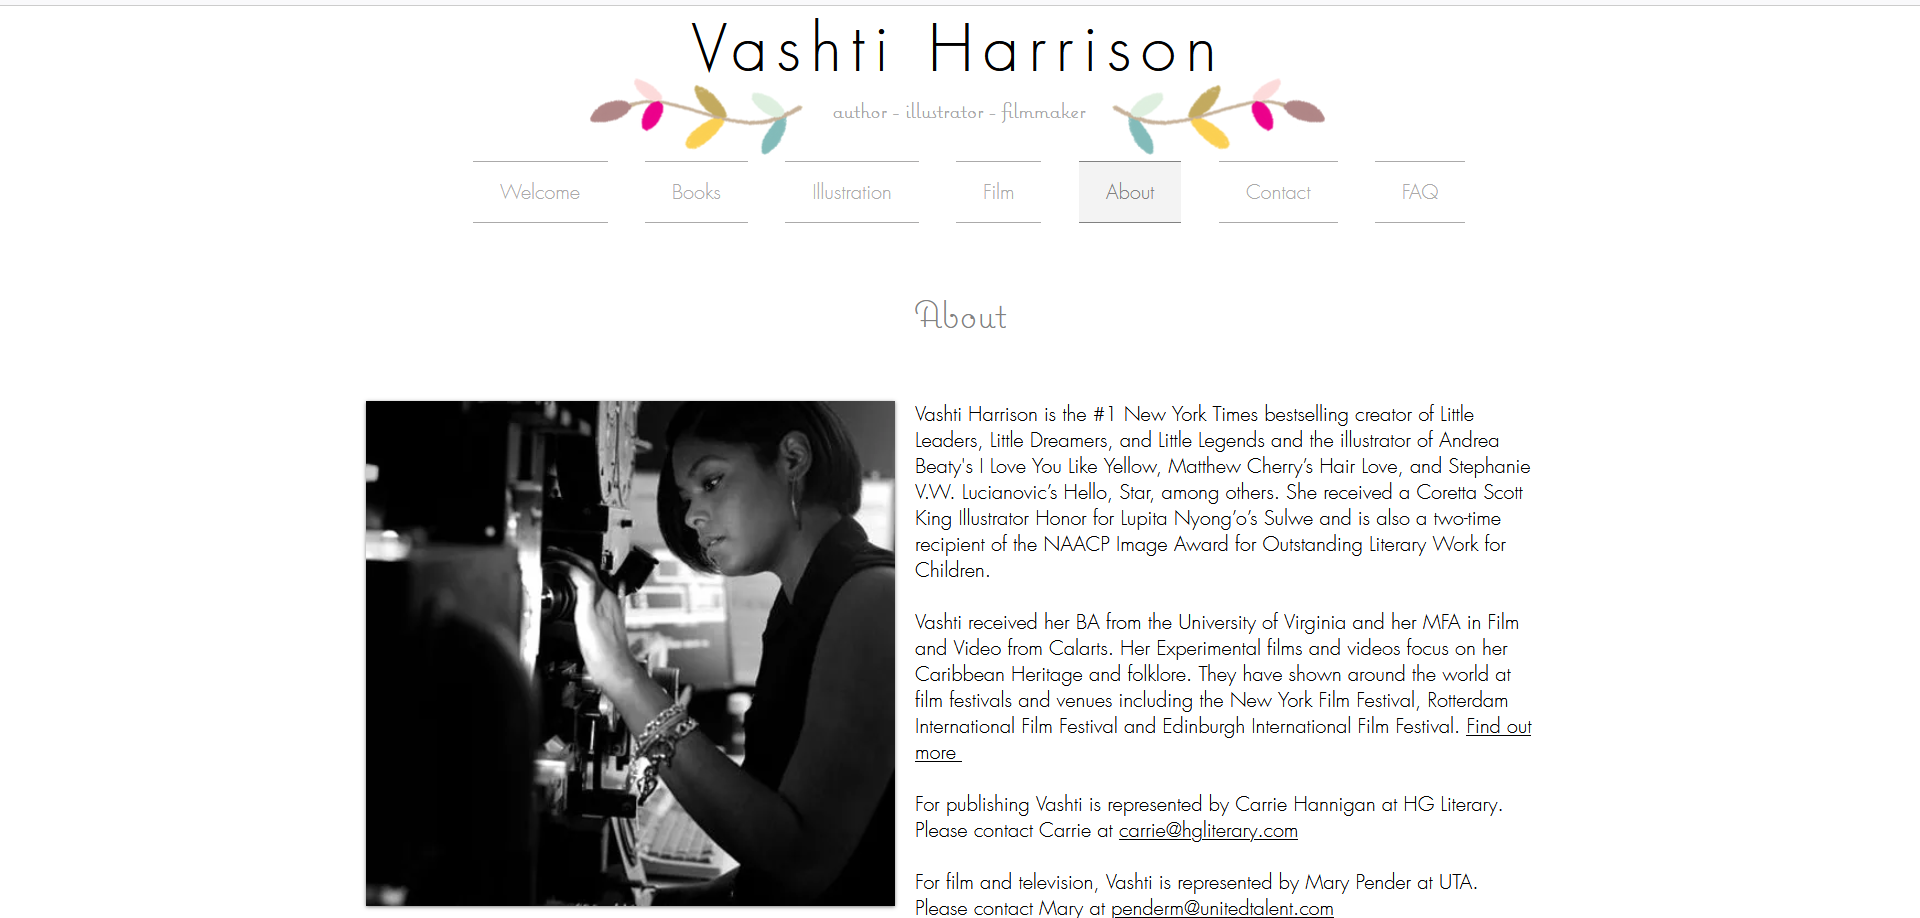 Vashti Harrison
author - illustrator - filmmaker
Welcome
Books
Illustration
Film
About
Contact
FAQ
About
Vashti Harrison is the #1 New York Times bestselling creator of Little
Leaders, Little Dreamers, and Little Legends and the illustrator of Andrea
Beaty's I Love You Like Yellow, Matthew Cherry’s Hair Love, and Stephanie
V.W. Lucianovic’s Hello, Star, among others. She received a Coretta Scott
King Illustrator Honor for Lupita Nyong’o’s Sulwe and is also a two-time
recipient of the NAACP Image Award for Outstanding Literary Work for
Children.
Vashti received her BA from the University of Virginia and her MFA in Film
and Video from Calarts. Her Experimental films and videos focus on her
Caribbean Heritage and folklore. They have shown around the world at
film festivals and venues including the New York Film Festival, Rotterdam
International Film Festival and Edinburgh International Film Festival. Find out
more
For publishing Vashti is represented by Carrie Hannigan at HG Literary.
Please contact Carrie at carrie@hgliterary.com
For film and television, Vashti is represented by Mary Pender at UTA.
Please contact Mary at penderm@unitedtalent.com